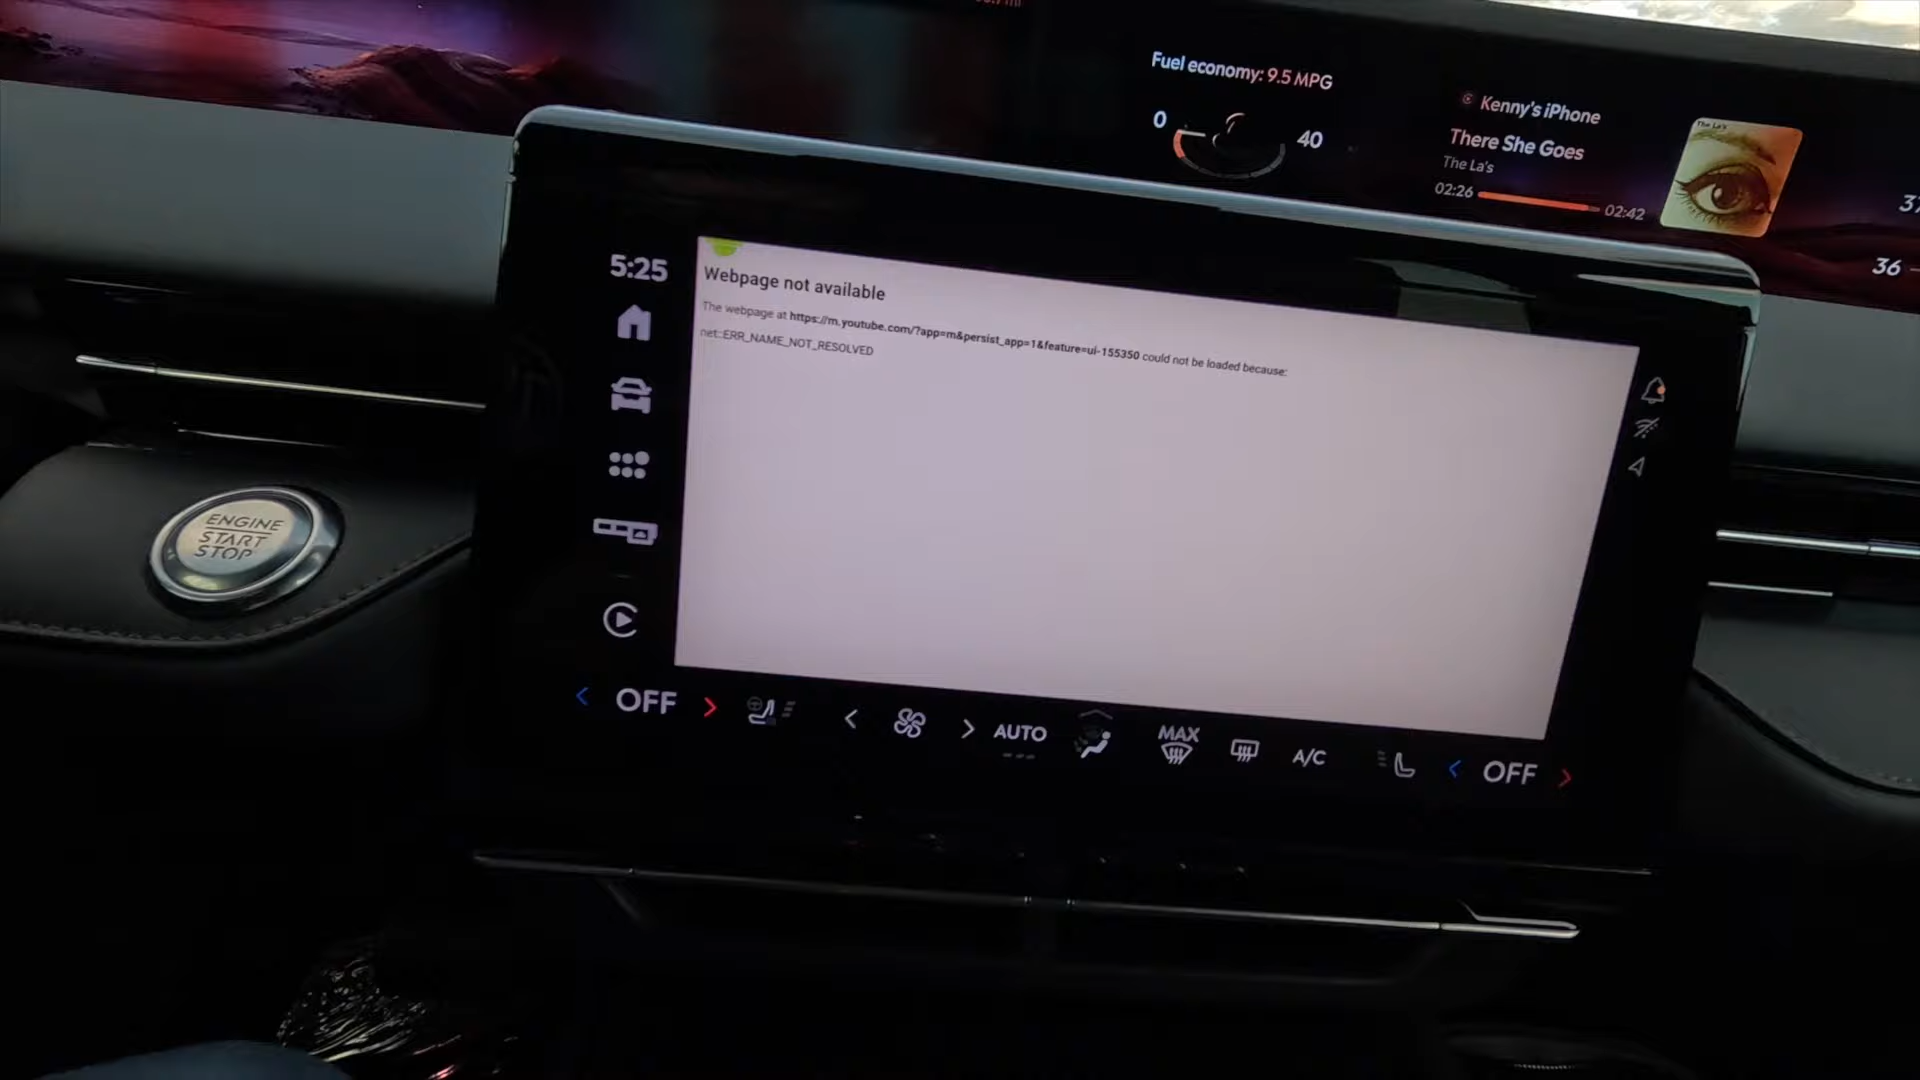 Fuel economy: 9.5 MPG
0
40
Kenny's iPhone
There She Goes
The La's
02:26
02:42
The La's
36
5:25
Webpage not available
The webpage at https://m.youtube.com/?app=m&persist_app=1&feature=ui-155350 could not be loaded because:
net::ERR_NAME_NOT_RESOLVED
ENGINE
START
STOP
< OFF >
< >
AUTO
MAX
A/C
< OFF >